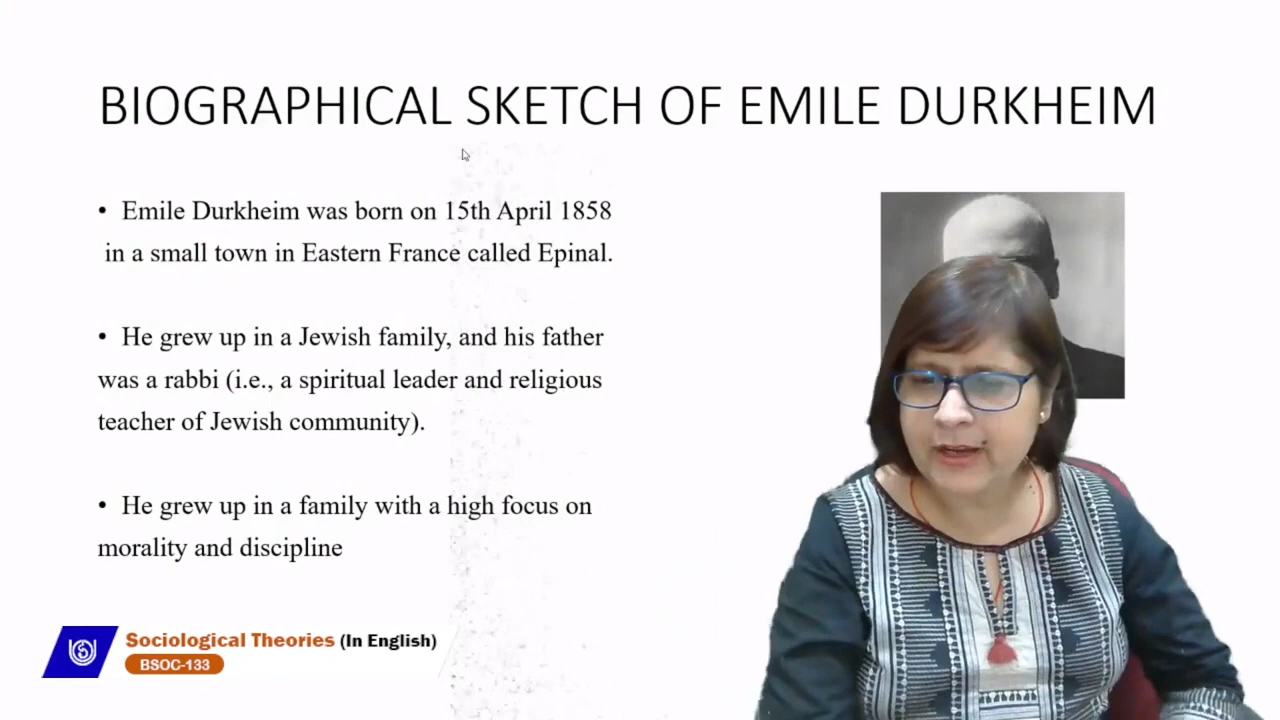 BIOGRAPHICAL SKETCH OF EMILE DURKHEIM
• Emile Durkheim was born on 15th April 1858
in a small town in Eastern France called Epinal.
• He grew up in a Jewish family, and his father
was a rabbi (i.e., a spiritual leader and religious
teacher of Jewish community).
• He grew up in a family with a high focus on
morality and discipline
Sociological Theories (In English)
BSOC-133